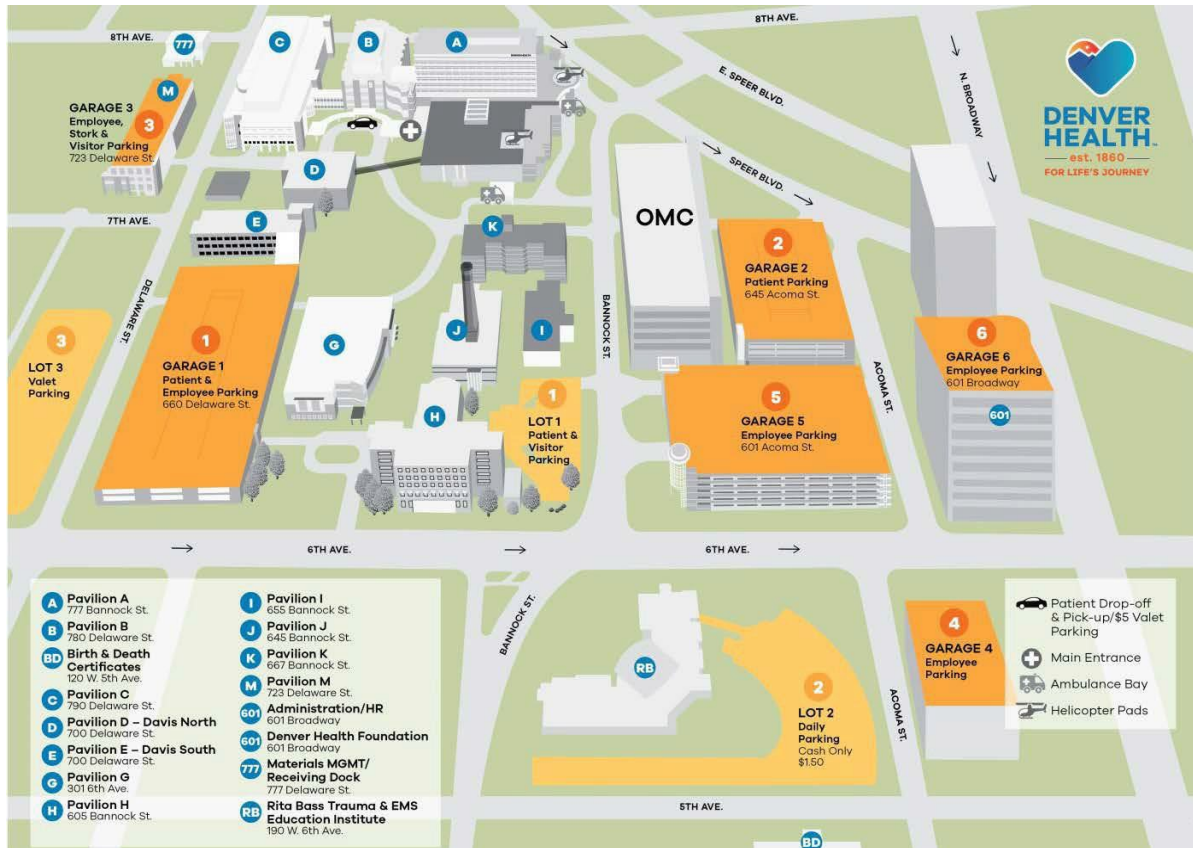 8TH AVE.
8TH AVE.
777
C
B
A
E. SPEER BLVD.
N. BROADWAY
DENVER
HEALTH™
est. 1860
FOR LIFE'S JOURNEY
M
3
GARAGE 3
Employee,
Stork &
Visitor Parking
723 Delaware St.
D
SPEER BLVD.
7TH AVE.
E
K
OMC
2
GARAGE 2
Patient Parking
645 Acoma St.
DELAWARE ST.
BANNOCK ST.
3
LOT 3
Valet
Parking
1
GARAGE 1
Patient &
Employee Parking
660 Delaware St.
G
J
I
6
GARAGE 6
Employee Parking
601 Broadway
601
ACOMA ST.
H
1
LOT 1
Patient &
Visitor
Parking
5
GARAGE 5
Employee Parking
601 Acoma St.
6TH AVE.
6TH AVE.
A Pavilion A
777 Bannock St.
B Pavilion B
780 Delaware St.
BD Birth & Death
Certificates
120 W. 5th Ave.
C Pavilion C
790 Delaware St.
D Pavilion D – Davis North
700 Delaware St.
E Pavilion E – Davis South
700 Delaware St.
G Pavilion G
301 6th Ave.
H Pavilion H
605 Bannock St.
I Pavilion I
655 Bannock St.
J Pavilion J
645 Bannock St.
K Pavilion K
667 Bannock St.
M Pavilion M
723 Delaware St.
601 Administration/HR
601 Broadway
601 Denver Health Foundation
601 Broadway
777 Materials MGMT/
Receiving Dock
777 Delaware St.
RB Rita Bass Trauma & EMS
Education Institute
190 W. 6th Ave.
BANNOCK ST.
RB
2
LOT 2
Daily
Parking
Cash Only
$1.50
ACOMA ST.
4
GARAGE 4
Employee
Parking
Patient Drop-off
& Pick-up/$5 Valet
Parking
Main Entrance
Ambulance Bay
Helicopter Pads
5TH AVE.
BD